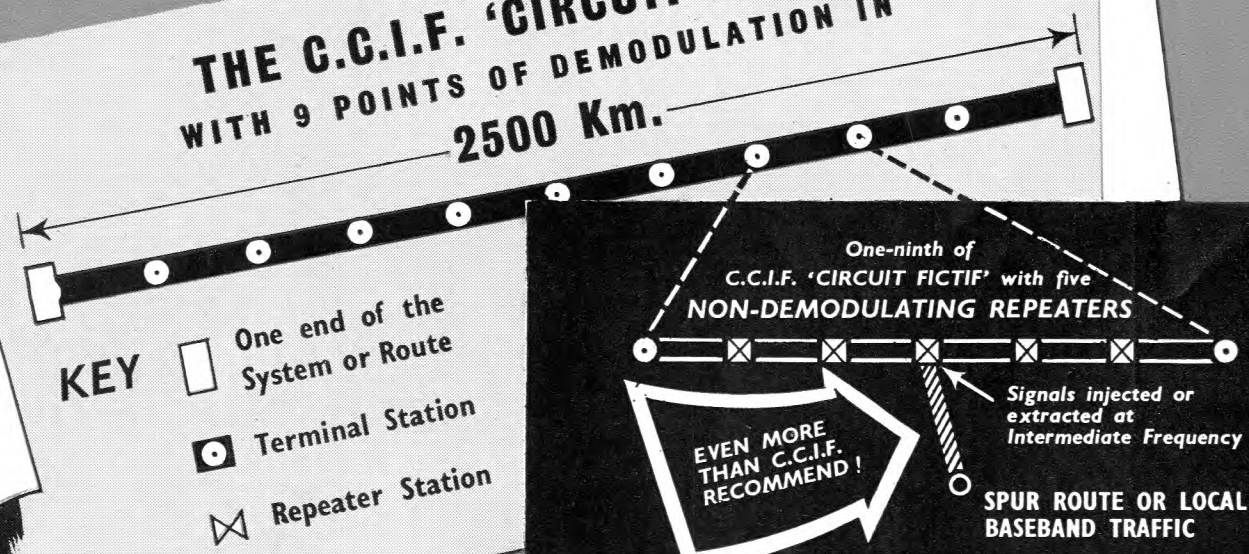 THE C.C.I.F. ‘CIRCUIT
WITH 9 POINTS OF DEMODULATION IN
2500 Km.
KEY
One end of the
System or Route
Terminal Station
Repeater Station
One-ninth of
C.C.I.F. ‘CIRCUIT FICTIF’ with five
NON-DEMODULATING REPEATERS
Signals injected or
extracted at
Intermediate Frequency
EVEN MORE
THAN C.C.I.F.
RECOMMEND!
SPUR ROUTE OR LOCAL
BASEBAND TRAFFIC